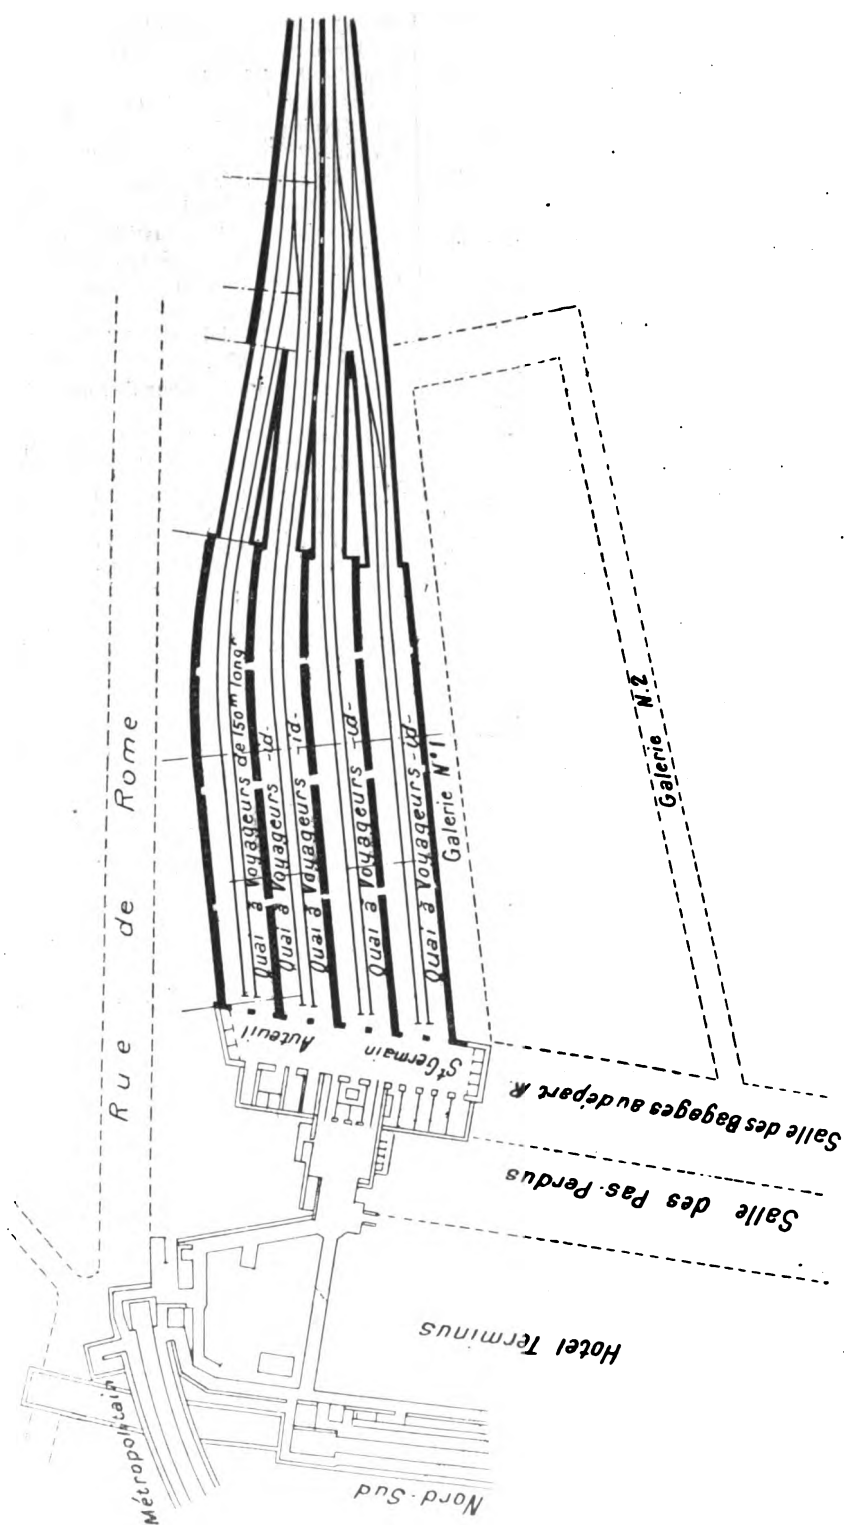 Rue de Rome
Quai à Voyageurs de 150m longr
Quai à Voyageurs -id-
Quai à Voyageurs -id-
Quai à Voyageurs -id-
Quai à Voyageurs -id-
Galerie N°1
Galerie N.2
Auteuil
St Germain
Salle des Bagages au départ
Salle des Pas-Perdus
Hotel Terminus
Métropolitain
Nord-Sud